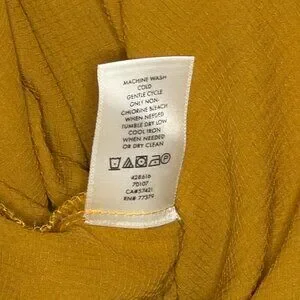 MACHINE WASH
COLD
GENTLE CYCLE
ONLY NON-
CHLORINE BLEACH
WHEN NEEDED
TUMBLE DRY LOW
COOL IRON
WHEN NEEDED
OR DRY CLEAN
428616
7D107
CA#57421
RN# 77379